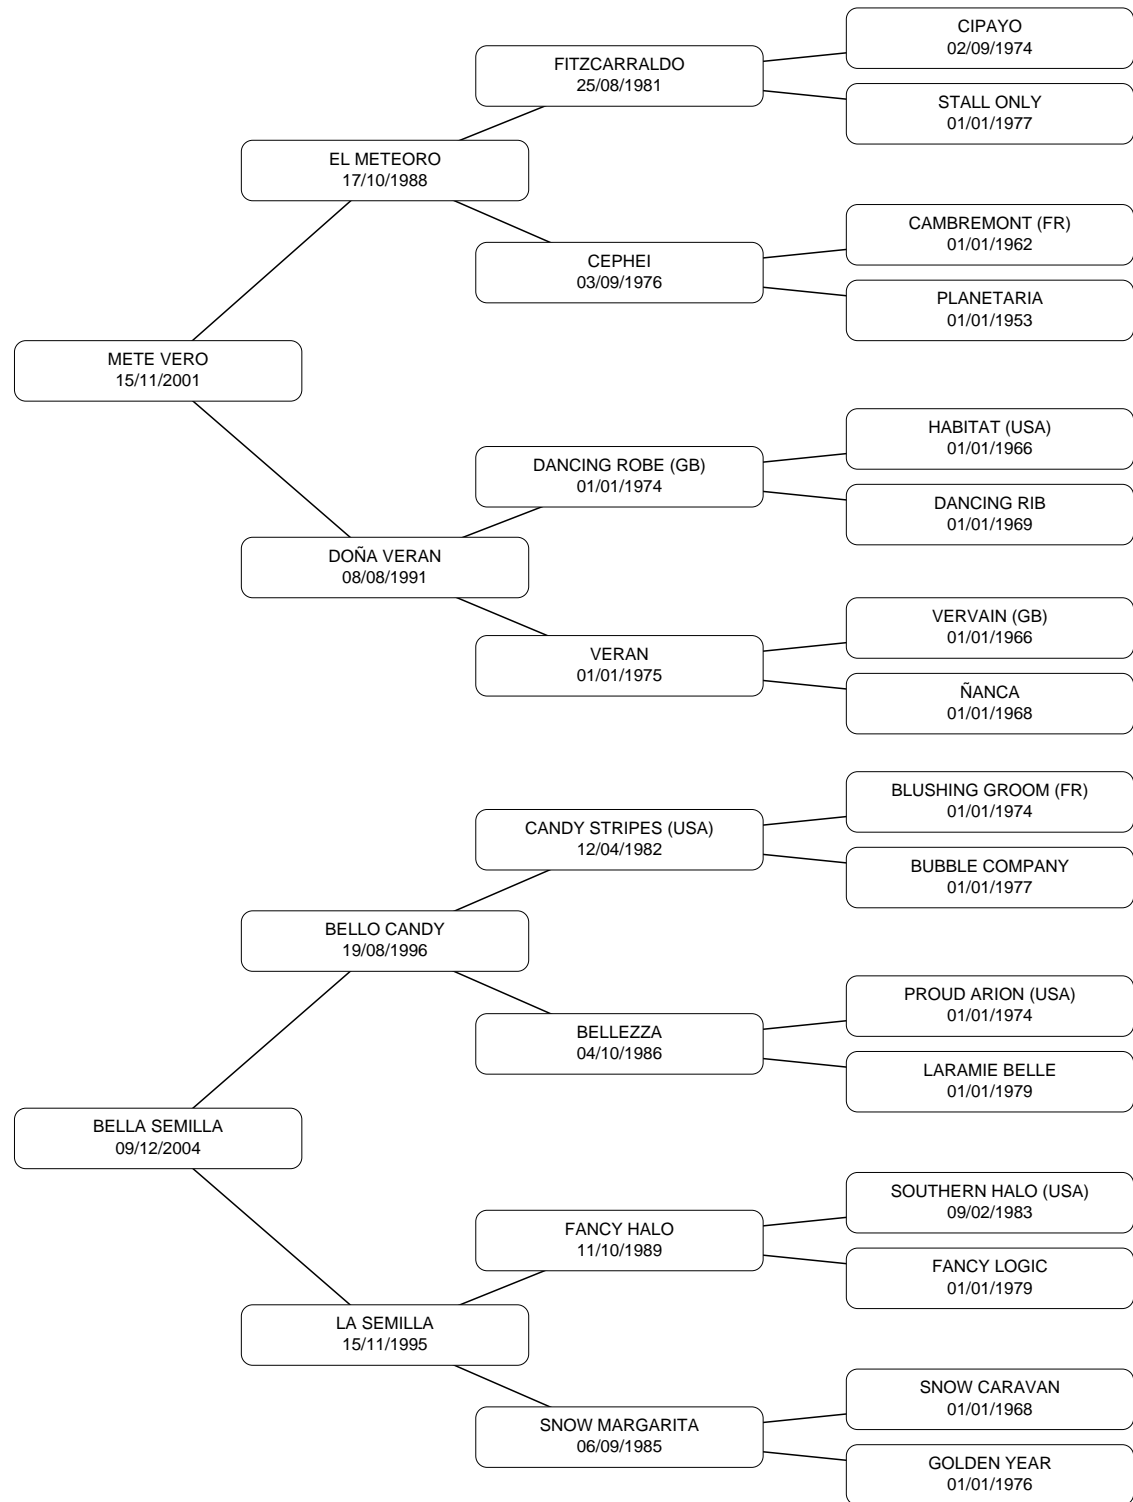 CIPAYO
02/09/1974
FITZCARRALDO
25/08/1981
STALL ONLY
01/01/1977
EL METEORO
17/10/1988
CAMBREMONT (FR)
01/01/1962
CEPHEI
03/09/1976
PLANETARIA
01/01/1953
METE VERO
15/11/2001
HABITAT (USA)
01/01/1966
DANCING ROBE (GB)
01/01/1974
DANCING RIB
01/01/1969
DOÑA VERAN
08/08/1991
VERVAIN (GB)
01/01/1966
VERAN
01/01/1975
ÑANCA
01/01/1968
BLUSHING GROOM (FR)
01/01/1974
CANDY STRIPES (USA)
12/04/1982
BUBBLE COMPANY
01/01/1977
BELLO CANDY
19/08/1996
PROUD ARION (USA)
01/01/1974
BELLEZZA
04/10/1986
LARAMIE BELLE
01/01/1979
BELLA SEMILLA
09/12/2004
SOUTHERN HALO (USA)
09/02/1983
FANCY HALO
11/10/1989
FANCY LOGIC
01/01/1979
LA SEMILLA
15/11/1995
SNOW CARAVAN
01/01/1968
SNOW MARGARITA
06/09/1985
GOLDEN YEAR
01/01/1976